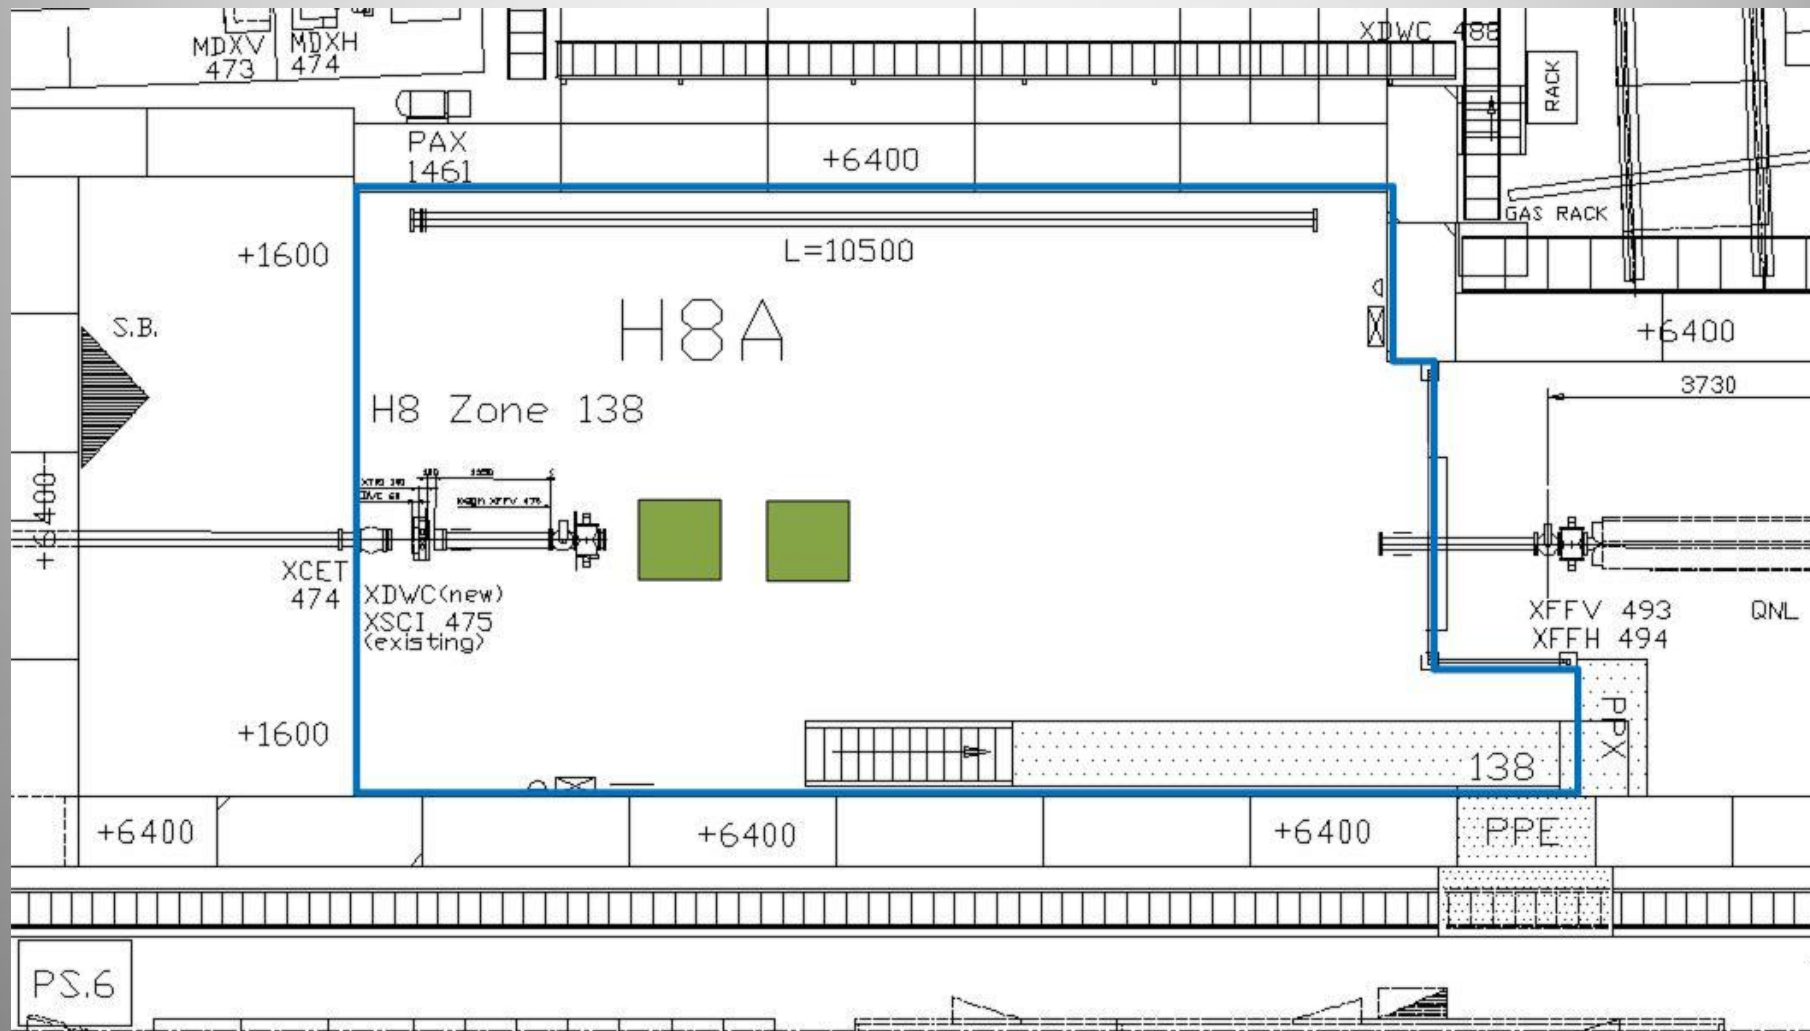 MDXV
473
MDXH
474
XDWC 488
RACK
PAX
1461
+6400
GAS RACK
+1600
L=10500
S.B.
H8A
+6400
3730
H8 Zone 138
+6400
XCET
474
XDWC(new)
XSCI 475
(existing)
XFFV 493
XFFH 494
QNL
PPX
+1600
138
+6400
+6400
+6400
PPE
PS.6